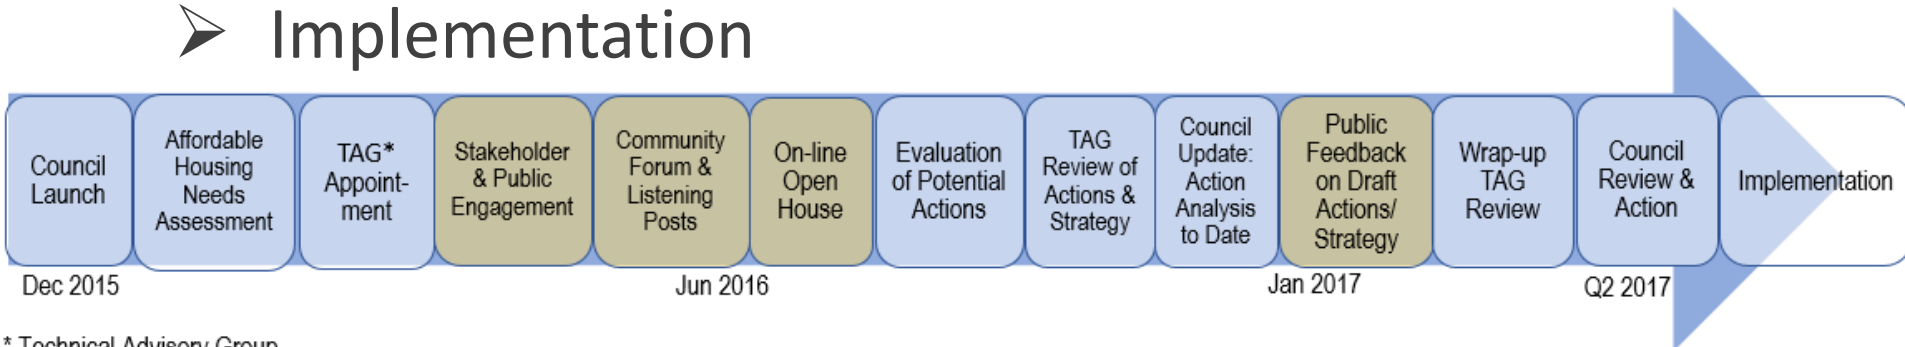 Implementation
Council
Launch
Affordable
Housing
Needs
Assessment
TAG*
Appoint-
ment
Stakeholder
& Public
Engagement
Community
Forum &
Listening
Posts
On-line
Open
House
Evaluation
of Potential
Actions
TAG
Review of
Actions &
Strategy
Council
Update:
Action
Analysis
to Date
Public
Feedback
on Draft
Actions/
Strategy
Wrap-up
TAG
Review
Council
Review &
Action
Implementation
Dec 2015
Jun 2016
Jan 2017
Q2 2017
* Technical Advisory Group